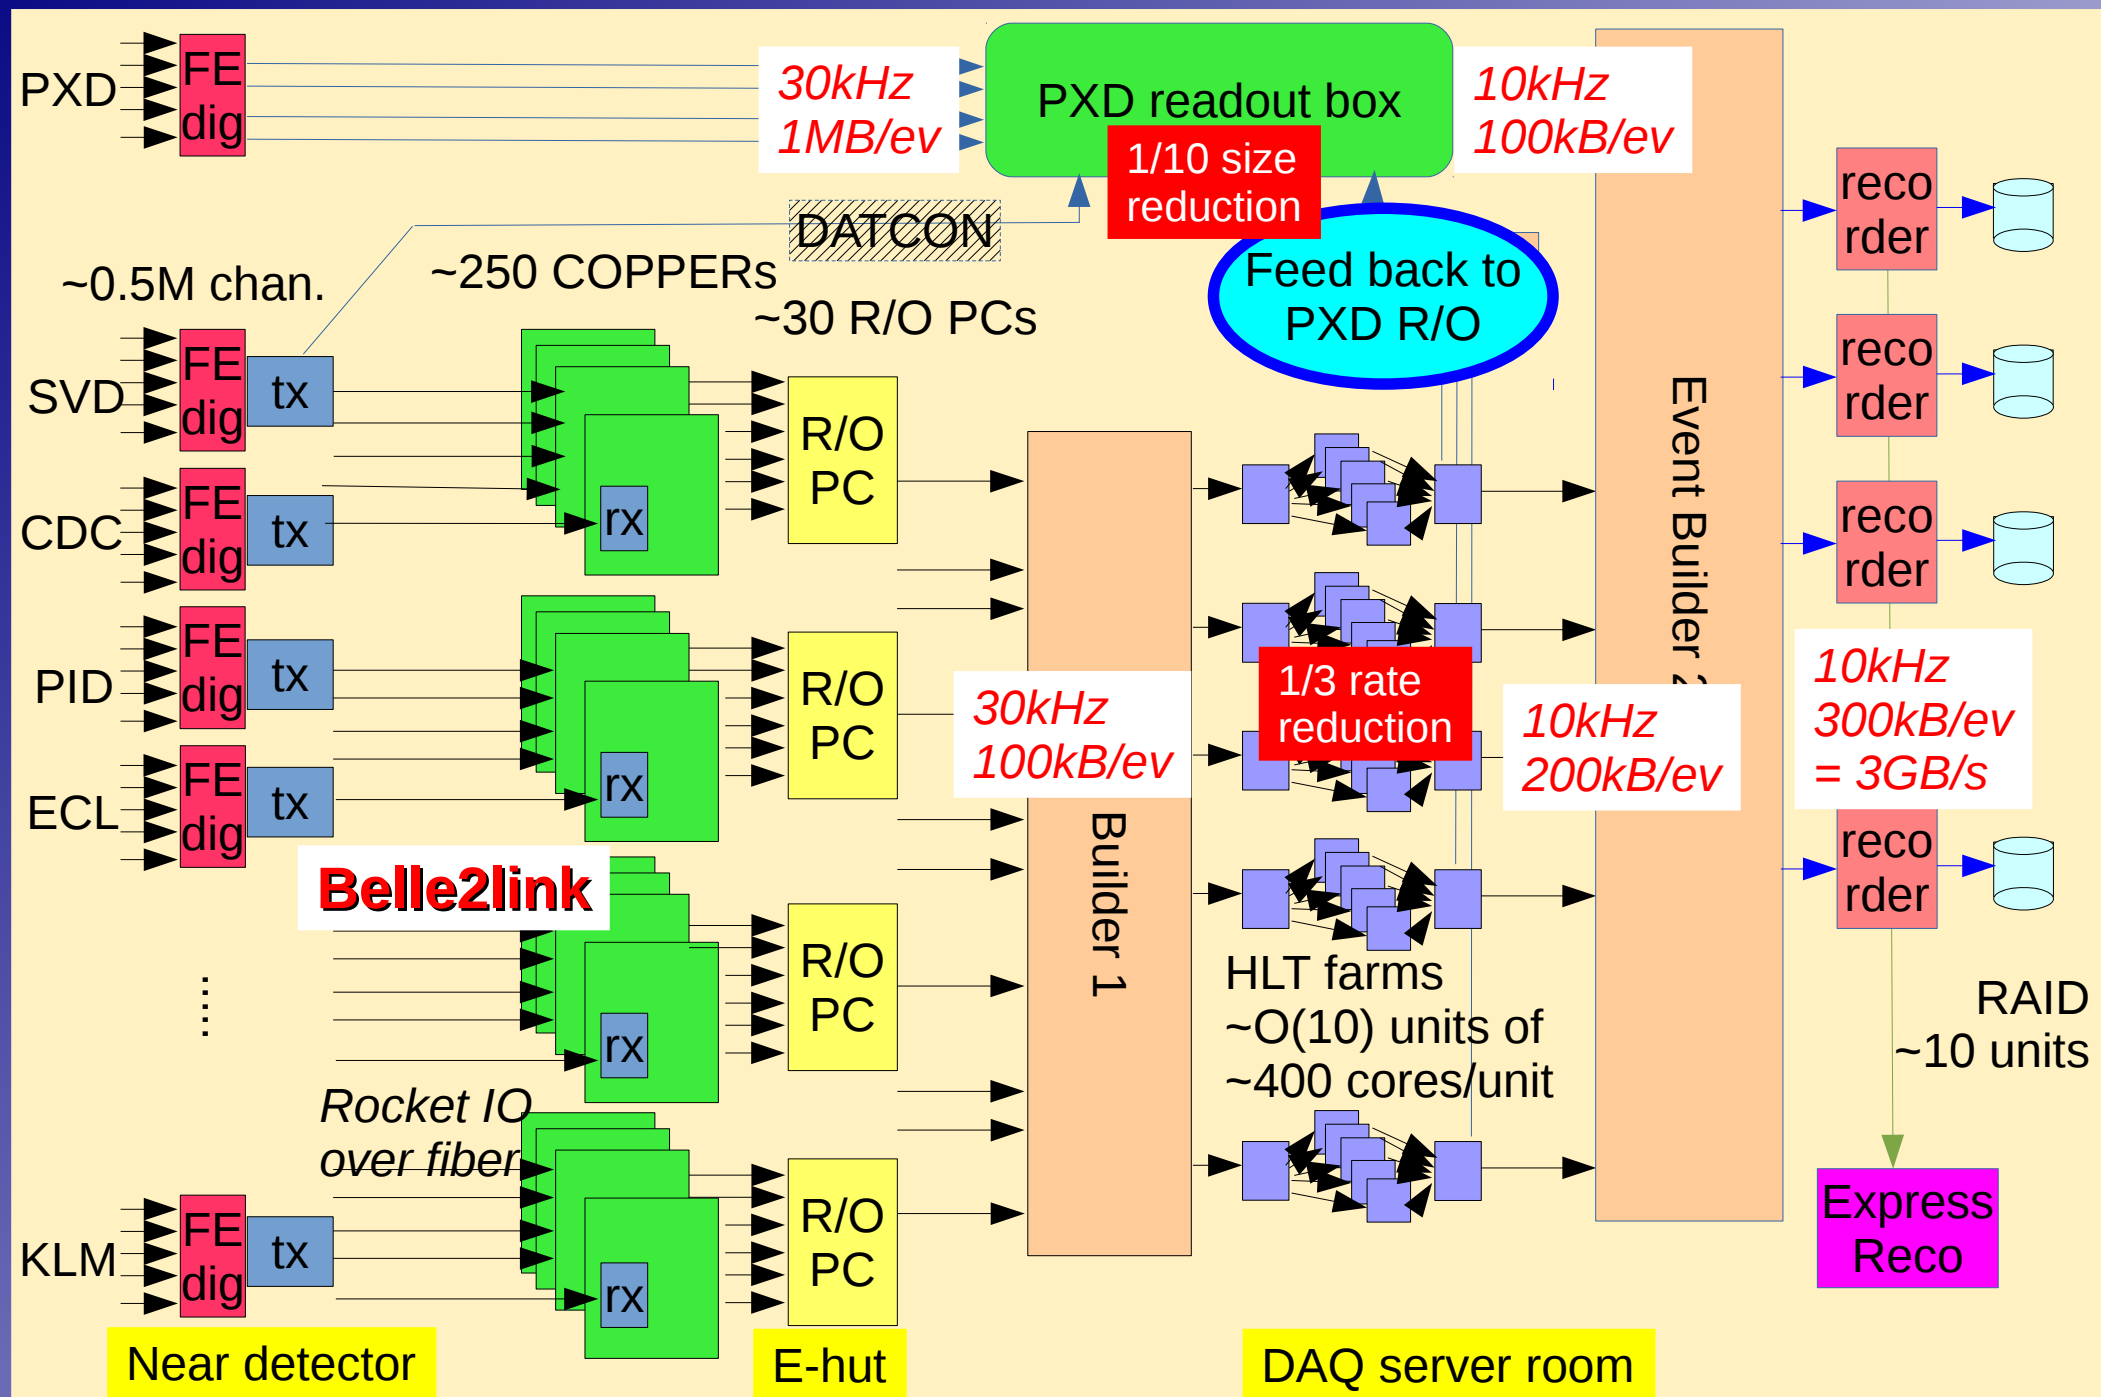 PXD
FE
dig
30kHz
1MB/ev
PXD readout box
1/10 size
reduction
10kHz
100kB/ev
DATCON
~0.5M chan.
~250 COPPERs
~30 R/O PCs
Feed back to
PXD R/O
SVD
FE
dig
tx
CDC
FE
dig
tx
PID
FE
dig
tx
ECL
FE
dig
tx
Belle2link
.....
Rocket IO
over fiber
KLM
FE
dig
tx
rx
rx
rx
rx
R/O
PC
R/O
PC
R/O
PC
R/O
PC
30kHz
100kB/ev
Builder 1
1/3 rate
reduction
HLT farms
~O(10) units of
~400 cores/unit
10kHz
200kB/ev
Event Builder 2
reco
rder
reco
rder
reco
rder
10kHz
300kB/ev
= 3GB/s
reco
rder
RAID
~10 units
Express
Reco
Near detector
E-hut
DAQ server room